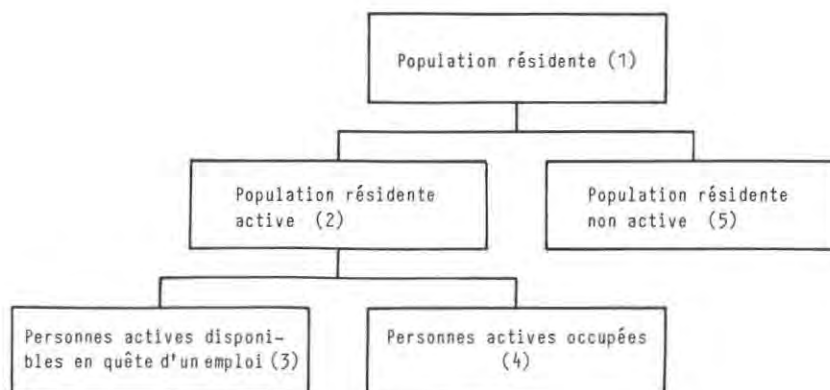 Population résidente (1)
Population résidente
active (2)
Population résidente
non active (5)
Personnes actives disponi-
bles en quête d'un emploi (3)
Personnes actives occupées
(4)